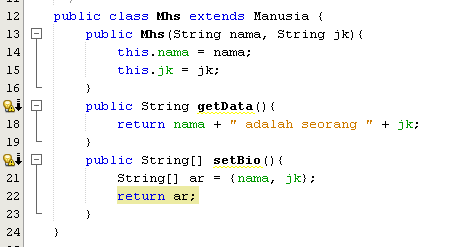 11
12 public class Mhs extends Manusia {
13 public Mhs(String nama, String jk){
14 this.nama = nama;
15 this.jk = jk;
16 }
public String getData(){
18 return nama + " adalah seorang " + jk;
19 }
public String[] setBio(){
21 String[] ar = {nama, jk};
22 return ar;
23 }
24 }